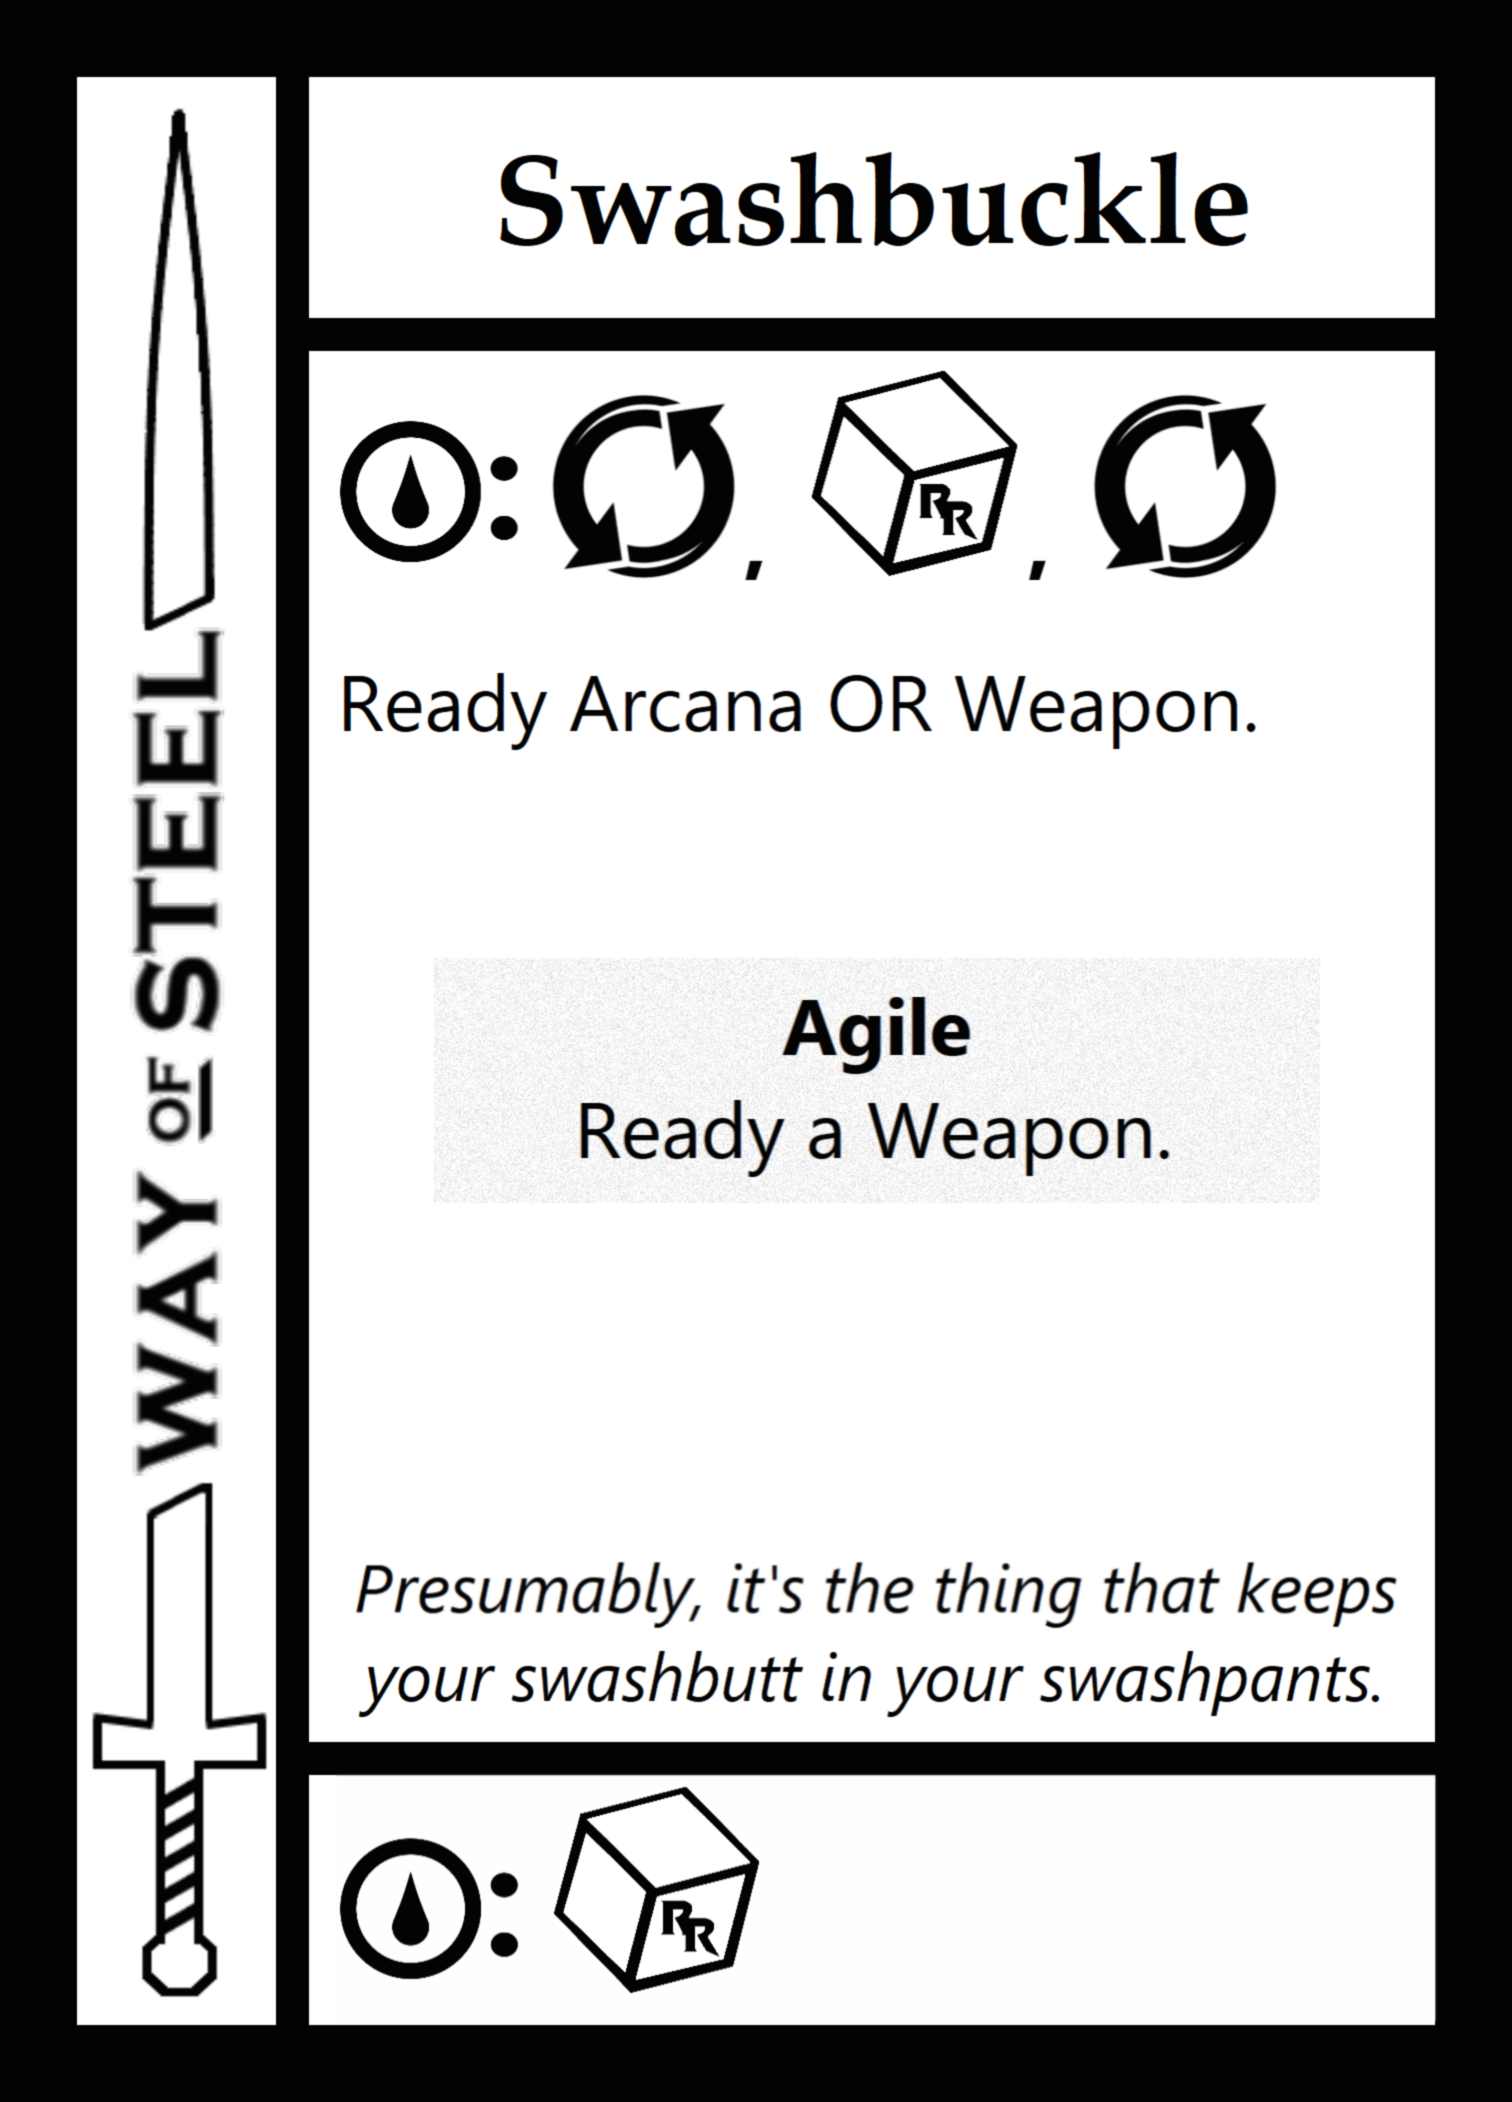 Swashbuckle
: , RR ,
Ready Arcana OR Weapon.
Agile
Ready a Weapon.
Presumably, it's the thing that keeps
your swashbutt in your swashpants.
: RR
WAY OF STEEL